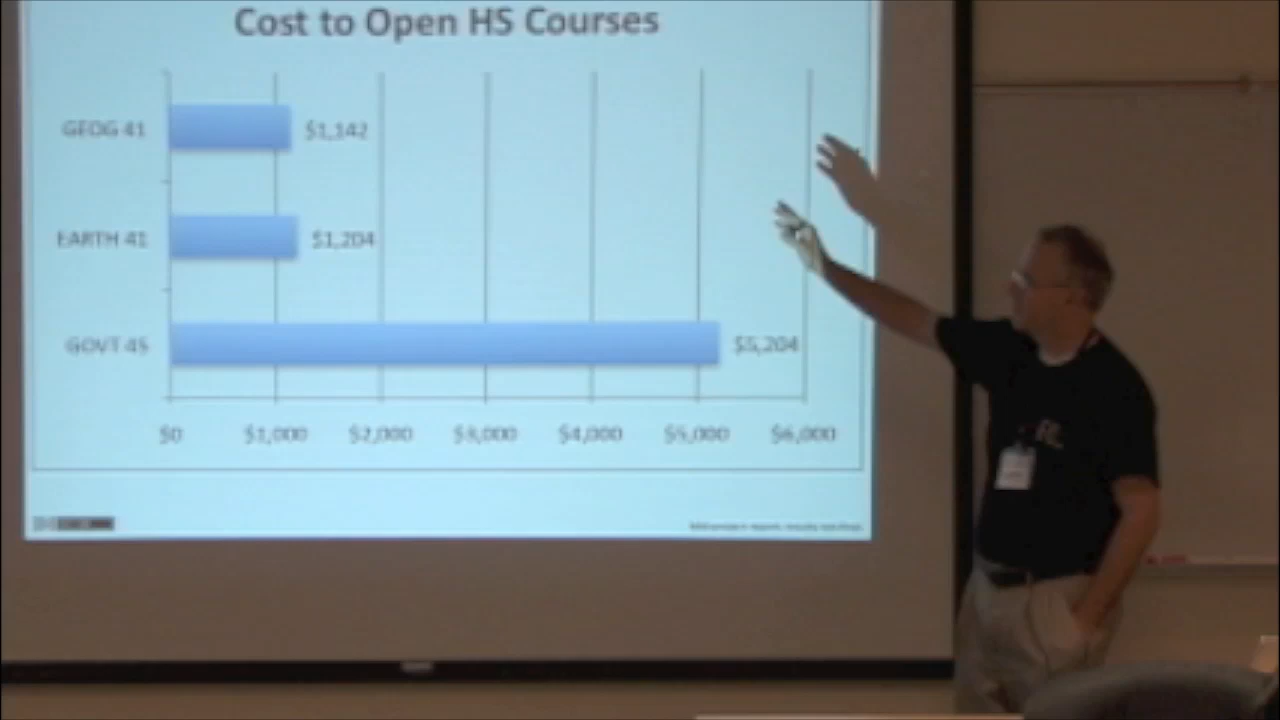 Cost to Open HS Courses
GEOG 41 $1,142
EARTH 41 $1,204
GOVT 45 $5,204
$0 $1,000 $2,000 $3,000 $4,000 $5,000 $6,000